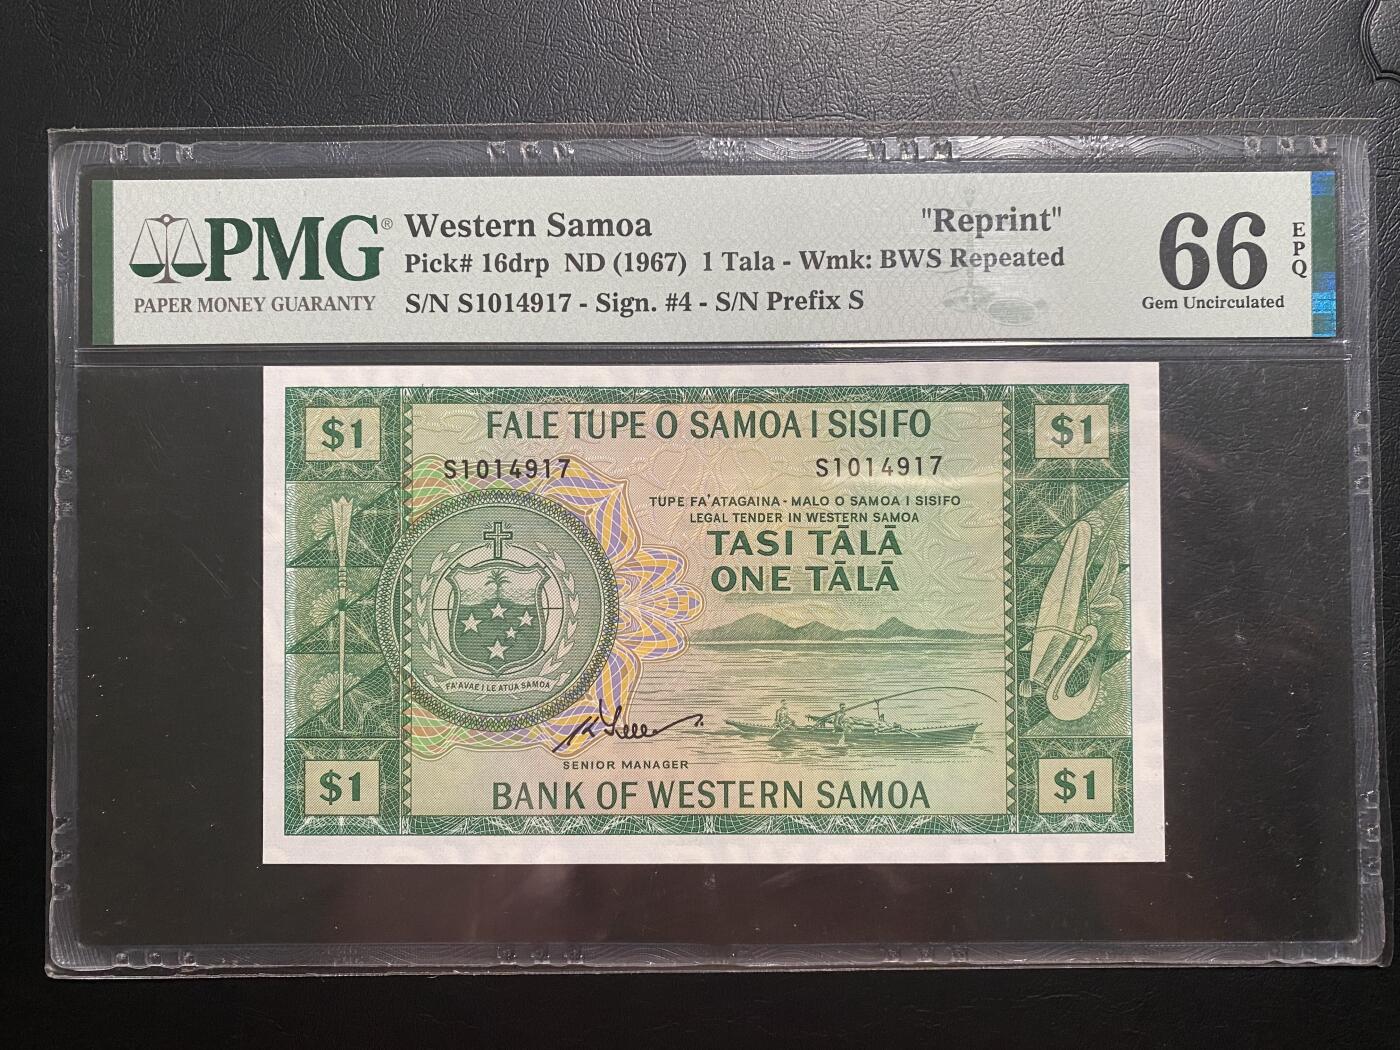 PMG®
PAPER MONEY GUARANTY
Western Samoa
"Reprint"
Pick# 16drp ND (1967) 1 Tala - Wmk: BWS Repeated
S/N S1014917 - Sign. #4 - S/N Prefix S
66
EPQ
Gem Uncirculated
$1
FALE TUPE O SAMOA I SISIFO
$1
S1014917
S1014917
TUPE FA'ATAGAINA - MALO O SAMOA I SISIFO
LEGAL TENDER IN WESTERN SAMOA
TASI TĀLĀ
ONE TĀLĀ
FA'AVAE I LE ATUA SAMOA
SENIOR MANAGER
$1
BANK OF WESTERN SAMOA
$1